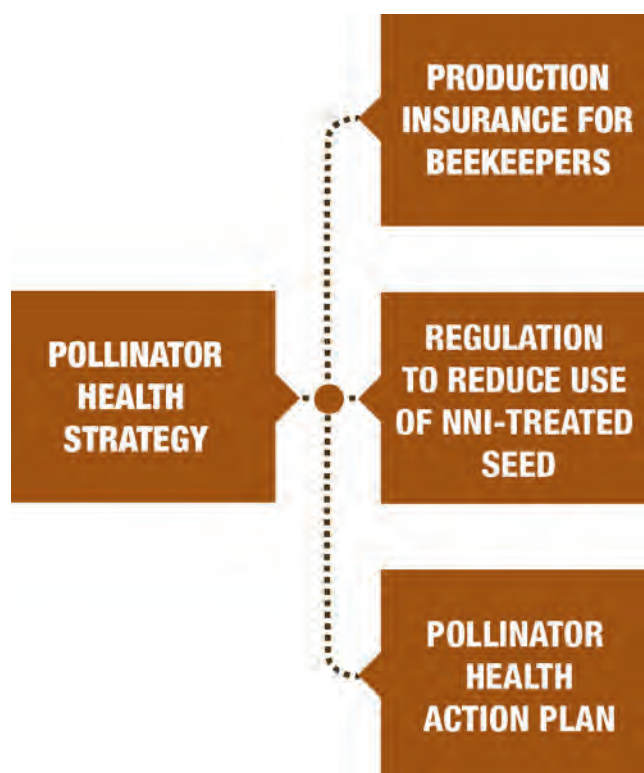 PRODUCTION
INSURANCE FOR
BEEKEEPERS
POLLINATOR
HEALTH
STRATEGY
REGULATION
TO REDUCE USE
OF NNI-TREATED
SEED
POLLINATOR
HEALTH
ACTION PLAN